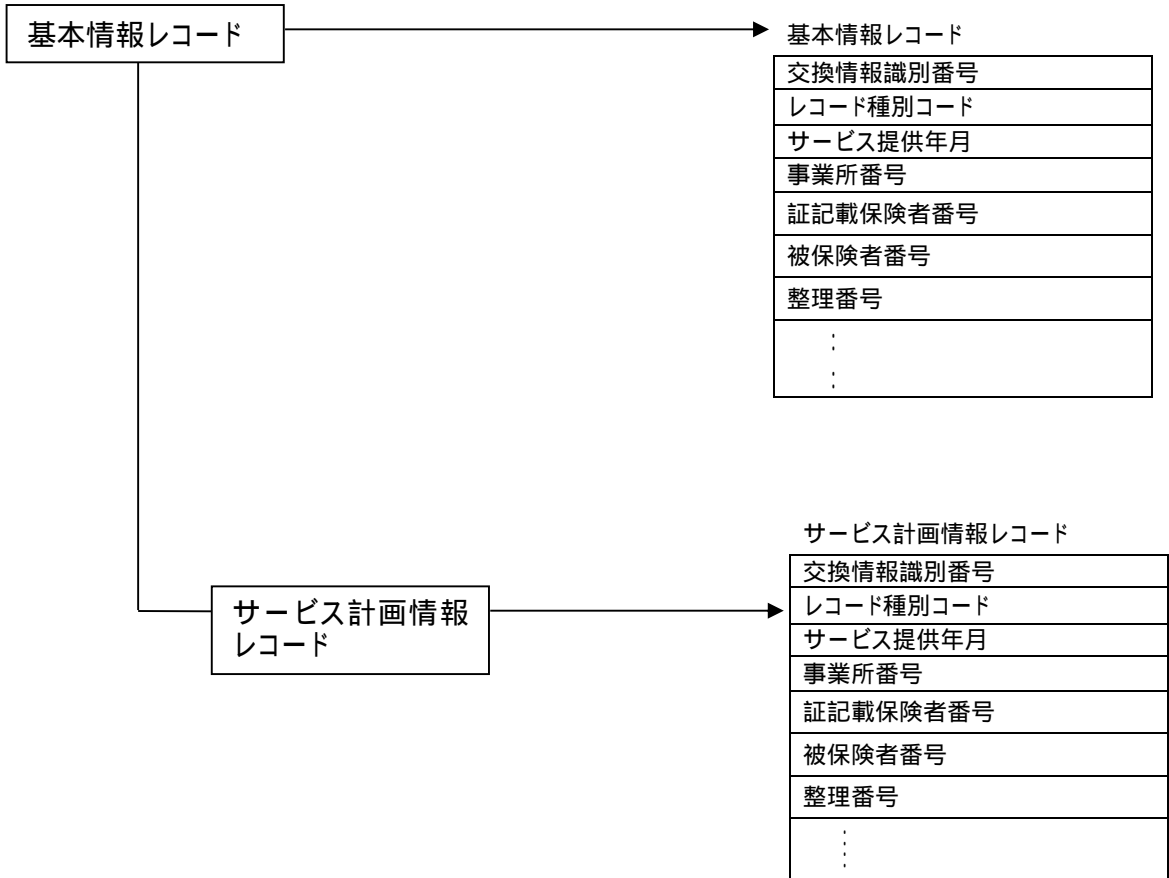 基本情報レコード
基本情報レコード
交換情報識別番号
レコード種別コード
サービス提供年月
事業所番号
証記載保険者番号
被保険者番号
整理番号
サービス計画情報レコード
交換情報識別番号
レコード種別コード
サービス提供年月
事業所番号
証記載保険者番号
被保険者番号
整理番号
サービス計画情報
レコード